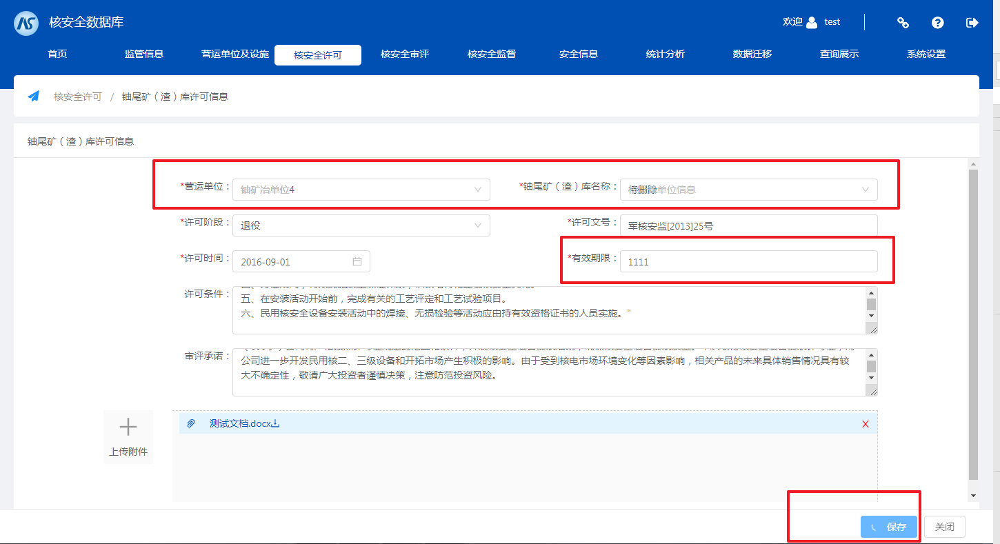 核安全数据库
欢迎 test
首页 监管信息 营运单位及设施 核安全许可 核安全审评 核安全监督 安全信息 统计分析 数据迁移 查询展示 系统设置
核安全许可 / 铀尾矿（渣）库许可信息
铀尾矿（渣）库许可信息
*营运单位： 铀矿冶单位4 *铀尾矿（渣）库名称： 单位信息
*许可阶段： 退役 *许可文号： 军核安监[2013]25号
*许可时间： 2016-09-01 *有效期限： 1111
许可条件：
五、在安装活动开始前，完成有关的工艺评定和工艺试验项目。
六、民用核安全设备安装活动中的焊接、无损检验等活动应由持有效资格证书的人员实施。"
审评承诺：
公司进一步开发民用核二、三级设备和开拓市场产生积极的影响。由于受到核电市场环境变化等因素影响，相关产品的未来具体销售情况具有较
大不确定性，敬请广大投资者谨慎决策，注意防范投资风险。
测试文档.docx X
上传附件
保存 关闭